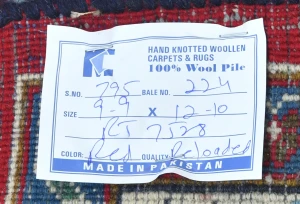 HAND KNOTTED WOOLLEN
CARPETS & RUGS
100% Wool Pile
S.NO. 795 BALE NO. 224
SIZE 9-9 X 12-10
RT 7528
COLOR: Red QUALITY: Reloaded
MADE IN PAKISTAN